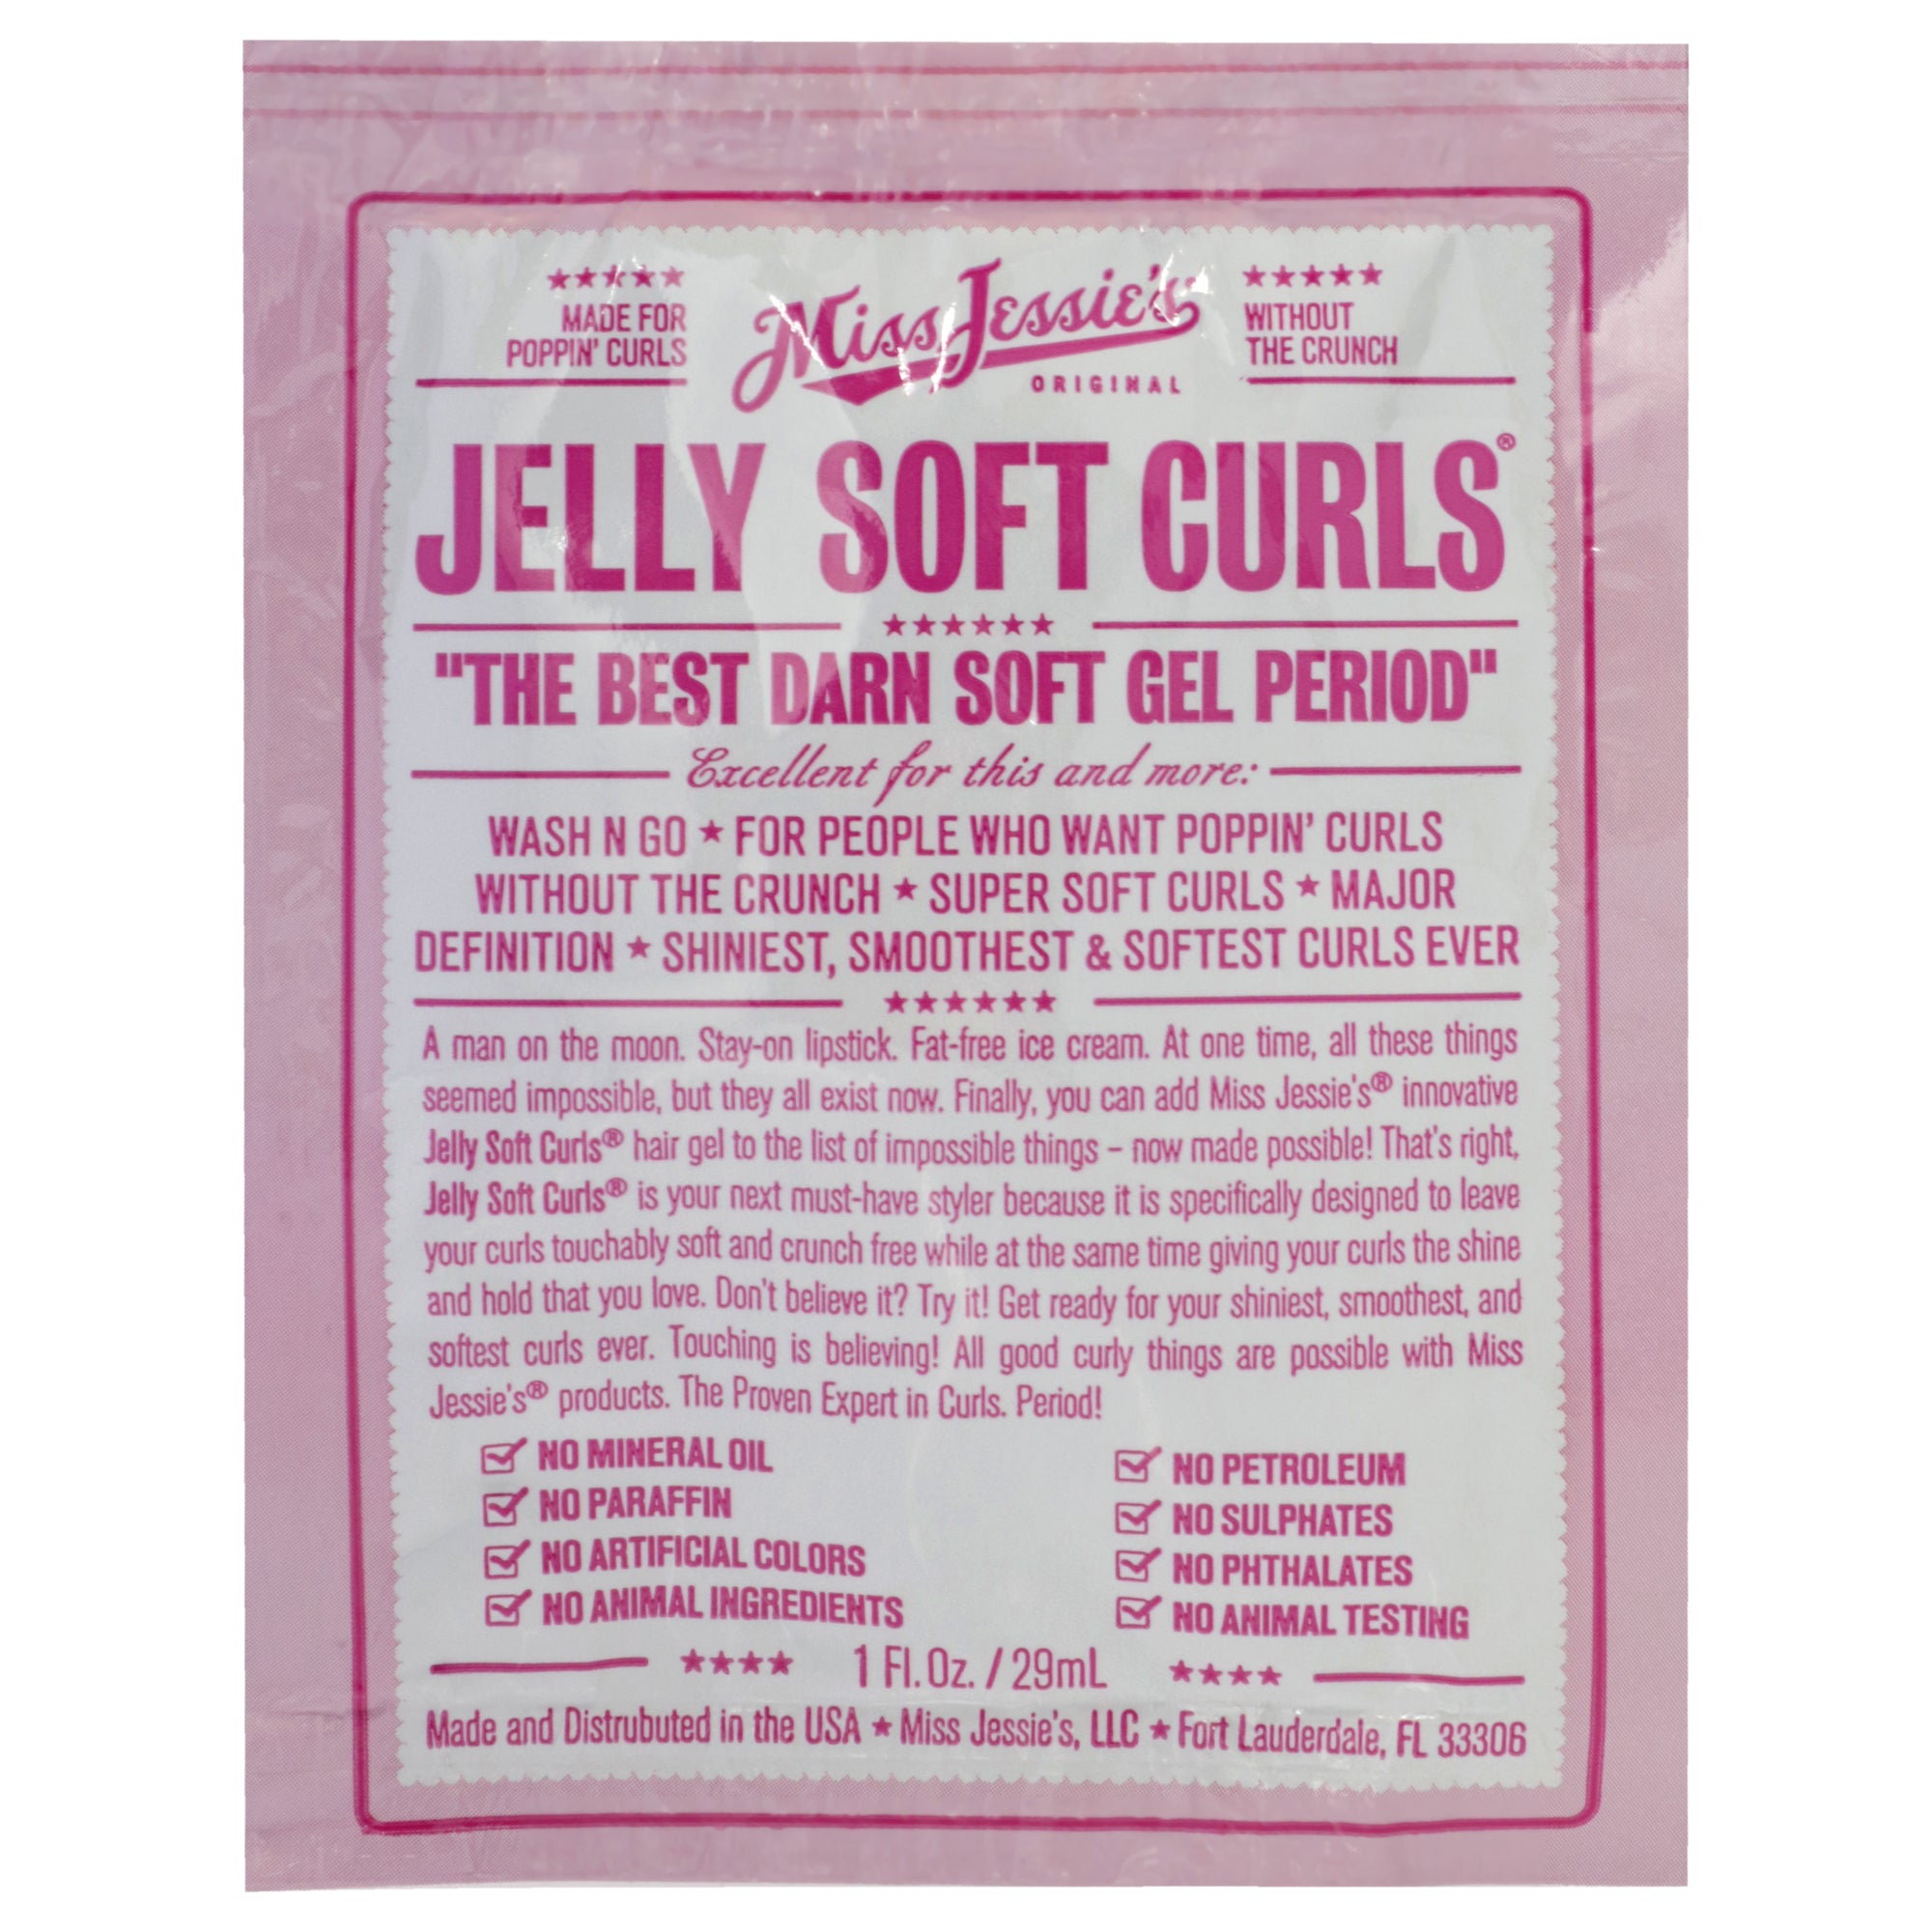 ★★★★★
MADE FOR
POPPIN' CURLS
Miss Jessie's
ORIGINAL
★★★★★
WITHOUT
THE CRUNCH
JELLY SOFT CURLS®
★★★★★★
"THE BEST DARN SOFT GEL PERIOD"
Excellent for this and more:
WASH N GO ★ FOR PEOPLE WHO WANT POPPIN' CURLS
WITHOUT THE CRUNCH ★ SUPER SOFT CURLS ★ MAJOR
DEFINITION ★ SHINIEST, SMOOTHEST & SOFTEST CURLS EVER
★★★★★★
A man on the moon. Stay-on lipstick. Fat-free ice cream. At one time, all these things
seemed impossible, but they all exist now. Finally, you can add Miss Jessie's® innovative
Jelly Soft Curls® hair gel to the list of impossible things – now made possible! That's right,
Jelly Soft Curls® is your next must-have styler because it is specifically designed to leave
your curls touchably soft and crunch free while at the same time giving your curls the shine
and hold that you love. Don't believe it? Try it! Get ready for your shiniest, smoothest, and
softest curls ever. Touching is believing! All good curly things are possible with Miss
Jessie's® products. The Proven Expert in Curls. Period!
NO MINERAL OIL
NO PARAFFIN
NO ARTIFICIAL COLORS
NO ANIMAL INGREDIENTS
NO PETROLEUM
NO SULPHATES
NO PHTHALATES
NO ANIMAL TESTING
★★★★ 1 Fl. Oz. / 29mL ★★★★
Made and Distrubuted in the USA ★ Miss Jessie's, LLC ★ Fort Lauderdale, FL 33306